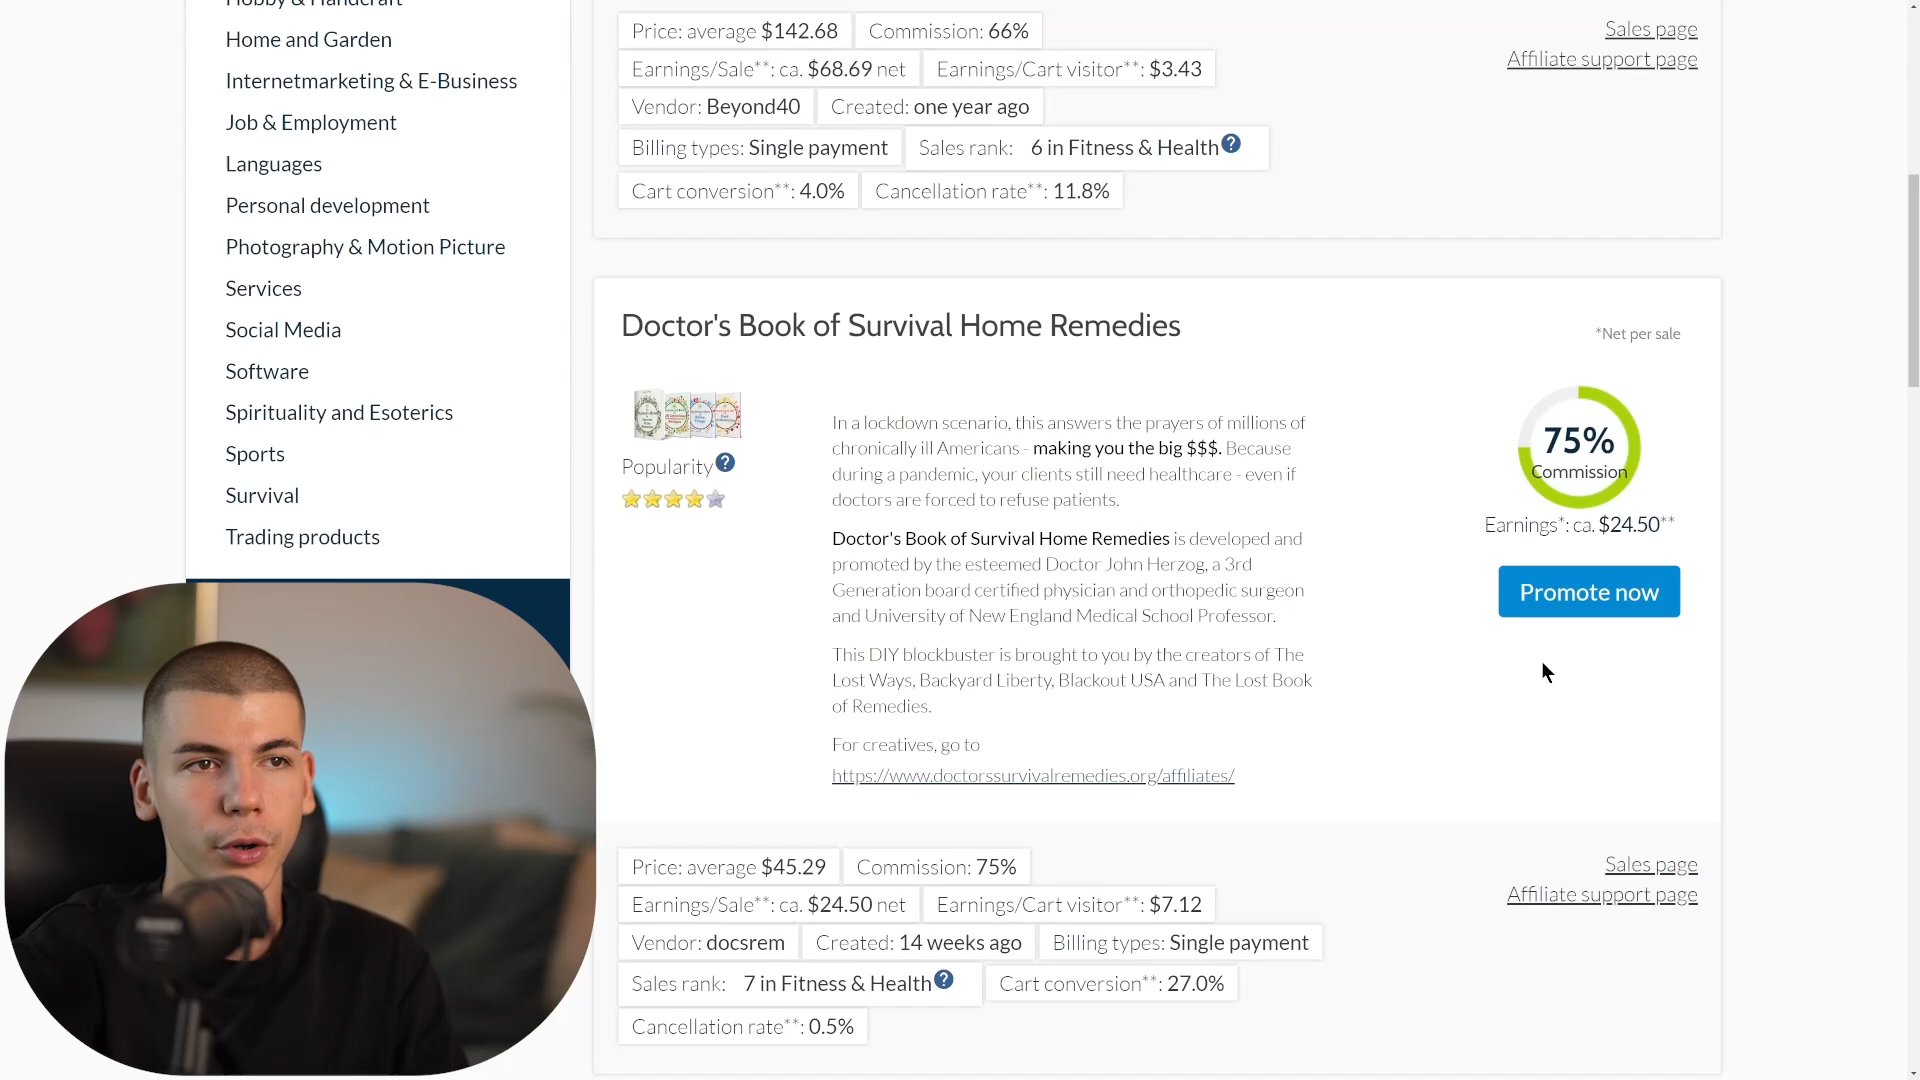 Hobby & Handcraft
Home and Garden
Internetmarketing & E-Business
Job & Employment
Languages
Personal development
Photography & Motion Picture
Services
Social Media
Software
Spirituality and Esoterics
Sports
Survival
Trading products
Price: average $142.68
Commission: 66%
Earnings/Sale**: ca. $68.69 net
Earnings/Cart visitor**: $3.43
Vendor: Beyond40
Created: one year ago
Billing types: Single payment
Sales rank: 6 in Fitness & Health ?
Cart conversion**: 4.0%
Cancellation rate**: 11.8%
Sales page
Affiliate support page
Doctor's Book of Survival Home Remedies
*Net per sale
Popularity ?
In a lockdown scenario, this answers the prayers of millions of
chronically ill Americans - making you the big $$$. Because
during a pandemic, your clients still need healthcare - even if
doctors are forced to refuse patients.
Doctor's Book of Survival Home Remedies is developed and
promoted by the esteemed Doctor John Herzog, a 3rd
Generation board certified physician and orthopedic surgeon
and University of New England Medical School Professor.
This DIY blockbuster is brought to you by the creators of The
Lost Ways, Backyard Liberty, Blackout USA and The Lost Book
of Remedies.
For creatives, go to
https://www.doctorssurvivalremedies.org/affiliates/
75%
Commission
Earnings*: ca. $24.50**
Promote now
Price: average $45.29
Commission: 75%
Earnings/Sale**: ca. $24.50 net
Earnings/Cart visitor**: $7.12
Vendor: docsrem
Created: 14 weeks ago
Billing types: Single payment
Sales rank: 7 in Fitness & Health ?
Cart conversion**: 27.0%
Cancellation rate**: 0.5%
Sales page
Affiliate support page